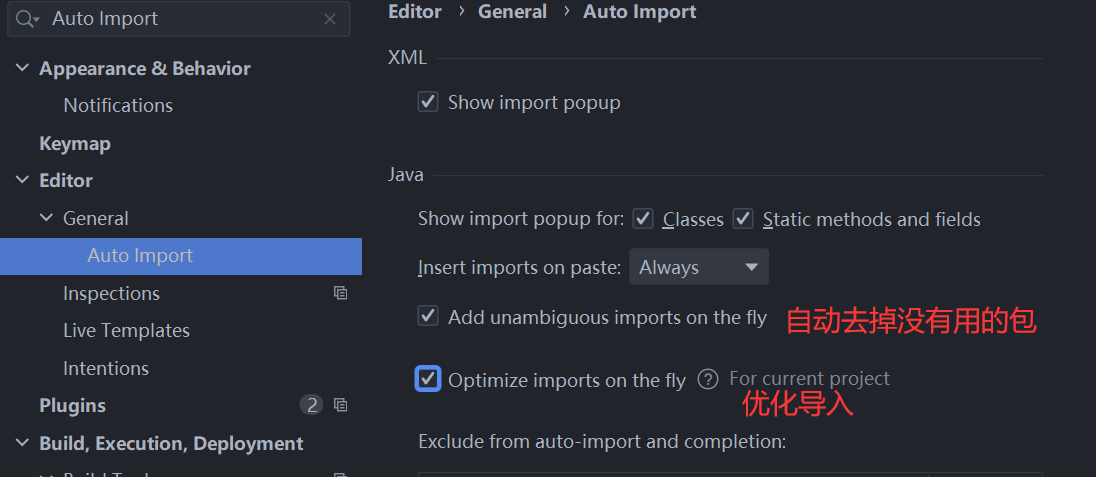 Auto Import
Appearance & Behavior
Notifications
Keymap
Editor
General
Auto Import
Inspections
Live Templates
Intentions
Plugins 2
Build, Execution, Deployment
Editor › General › Auto Import
XML
Show import popup
Java
Show import popup for: Classes Static methods and fields
Insert imports on paste: Always
Add unambiguous imports on the fly 自动去掉没有用的包
Optimize imports on the fly ? For current project
优化导入
Exclude from auto-import and completion: